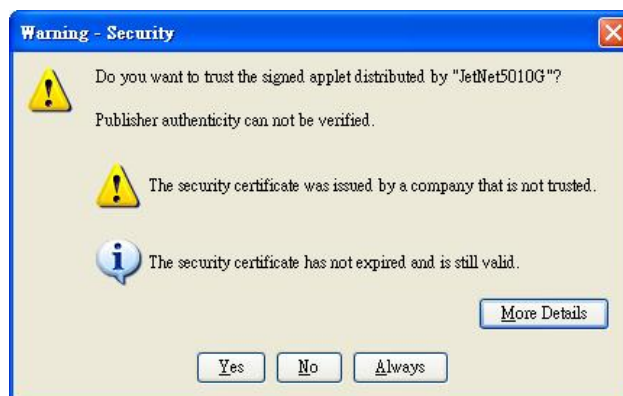 Warning - Security
Do you want to trust the signed applet distributed by "JetNet5010G"?
Publisher authenticity can not be verified.
The security certificate was issued by a company that is not trusted.
The security certificate has not expired and is still valid.
More Details
Yes No Always